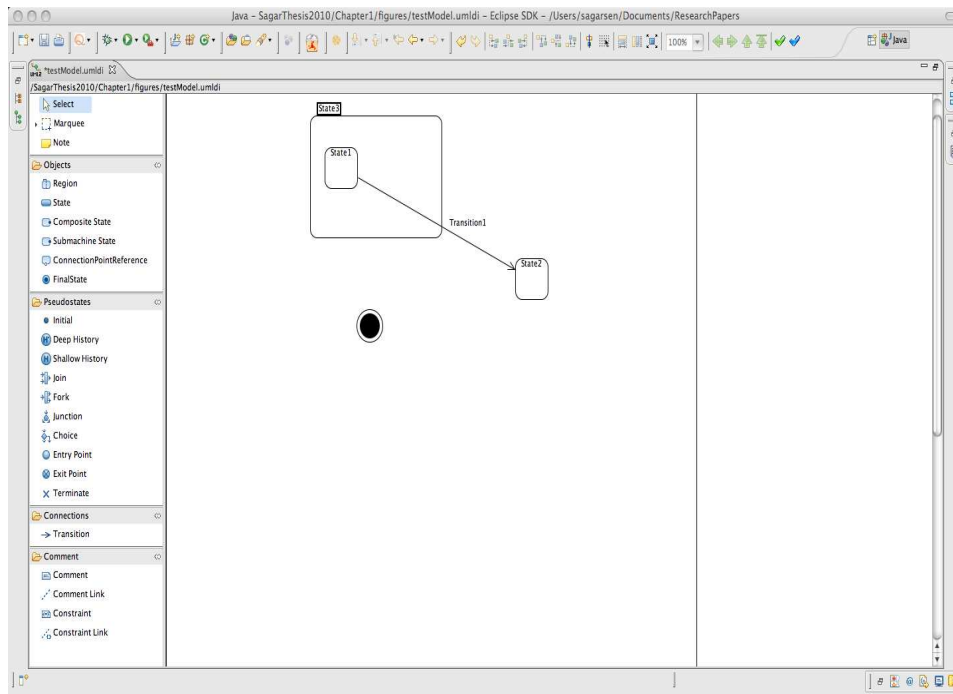 Java - SagarThesis2010/Chapter1/figures/testModel.umldi - Eclipse SDK - /Users/sagarsen/Documents/ResearchPapers
100%
Java
*testModel.umldi
/SagarThesis2010/Chapter1/figures/testModel.umldi
Select
Marquee
Note
Objects
Region
State
Composite State
Submachine State
ConnectionPointReference
FinalState
Pseudostates
Initial
Deep History
Shallow History
Join
Fork
Junction
Choice
Entry Point
Exit Point
Terminate
Connections
Transition
Comment
Comment
Comment Link
Constraint
Constraint Link
State3
State1
Transition1
State2